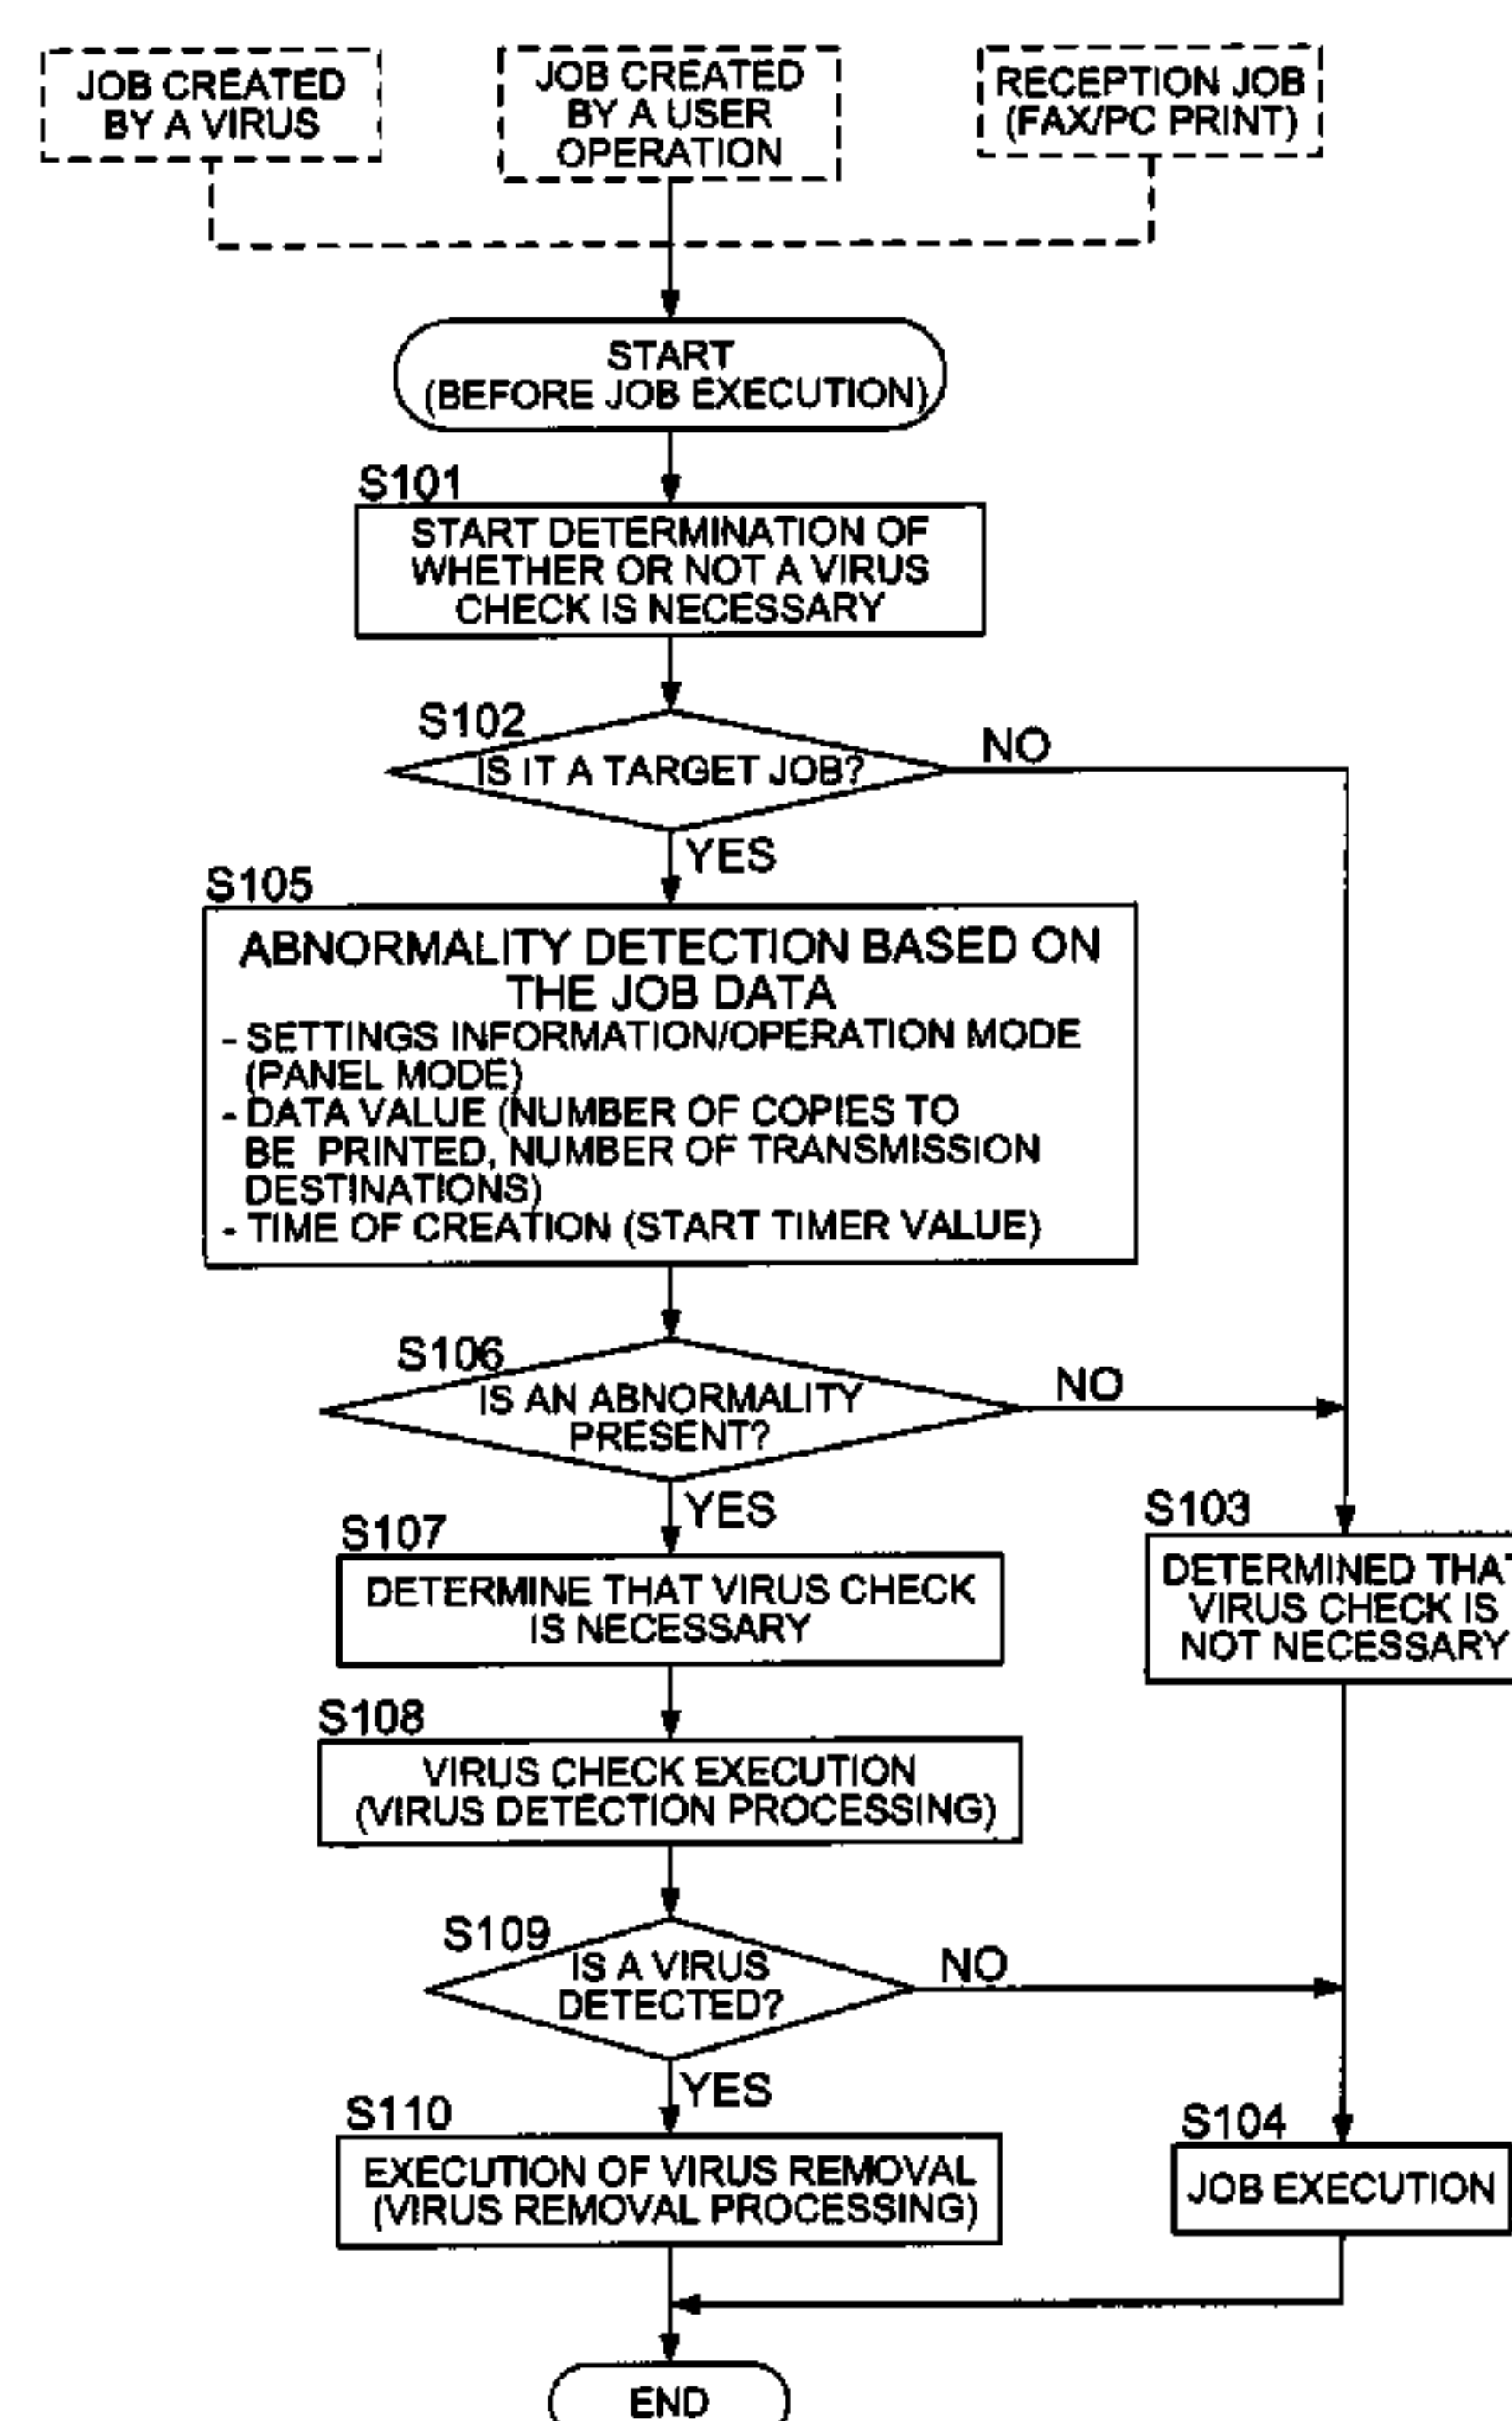 JOB CREATED
BY A VIRUS
JOB CREATED
BY A USER
OPERATION
RECEPTION JOB
(FAX/PC PRINT)
START
(BEFORE JOB EXECUTION)
S101
START DETERMINATION OF
WHETHER OR NOT A VIRUS
CHECK IS NECESSARY
S102
IS IT A TARGET JOB?
NO
YES
S105
ABNORMALITY DETECTION BASED ON
THE JOB DATA
- SETTINGS INFORMATION/OPERATION MODE
(PANEL MODE)
- DATA VALUE (NUMBER OF COPIES TO
BE PRINTED, NUMBER OF TRANSMISSION
DESTINATIONS)
- TIME OF CREATION (START TIMER VALUE)
S106
IS AN ABNORMALITY
PRESENT?
NO
YES
S107
DETERMINE THAT VIRUS CHECK
IS NECESSARY
S103
DETERMINED THAT
VIRUS CHECK IS
NOT NECESSARY
S108
VIRUS CHECK EXECUTION
(VIRUS DETECTION PROCESSING)
S109
IS A VIRUS
DETECTED?
NO
YES
S110
EXECUTION OF VIRUS REMOVAL
(VIRUS REMOVAL PROCESSING)
S104
JOB EXECUTION
END